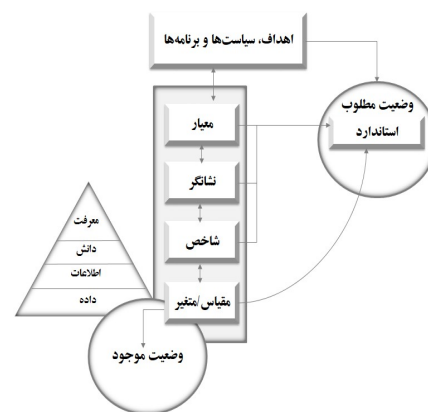 اهداف، سیاست‌ها و برنامه‌ها
وضعیت مطلوب
استاندارد
معیار
نشانگر
شاخص
مقیاس/متغیر
معرفت
دانش
اطلاعات
داده
وضعیت موجود